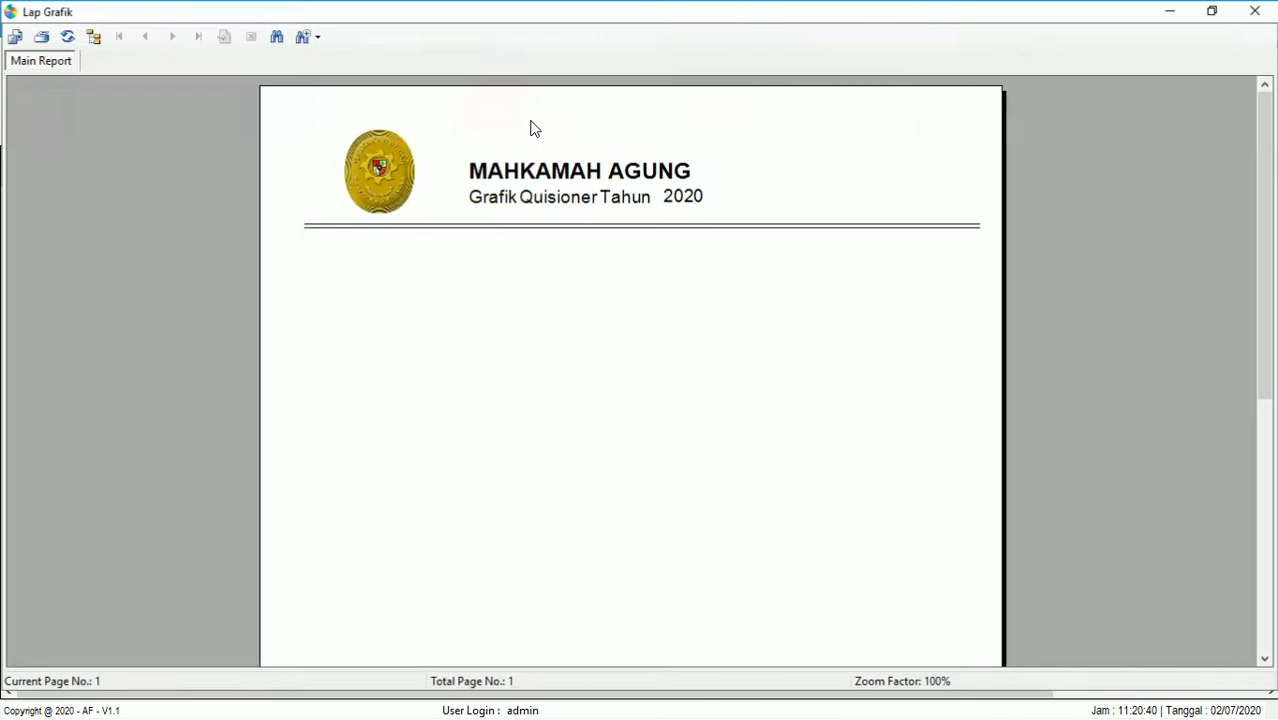 Lap Grafik
Main Report
MAHKAMAH AGUNG
Grafik Quisioner Tahun 2020
Current Page No.: 1
Total Page No.: 1
Zoom Factor: 100%
Copyright @ 2020 - AF - V1.1
User Login : admin
Jam : 11:20:40 | Tanggal : 02/07/2020